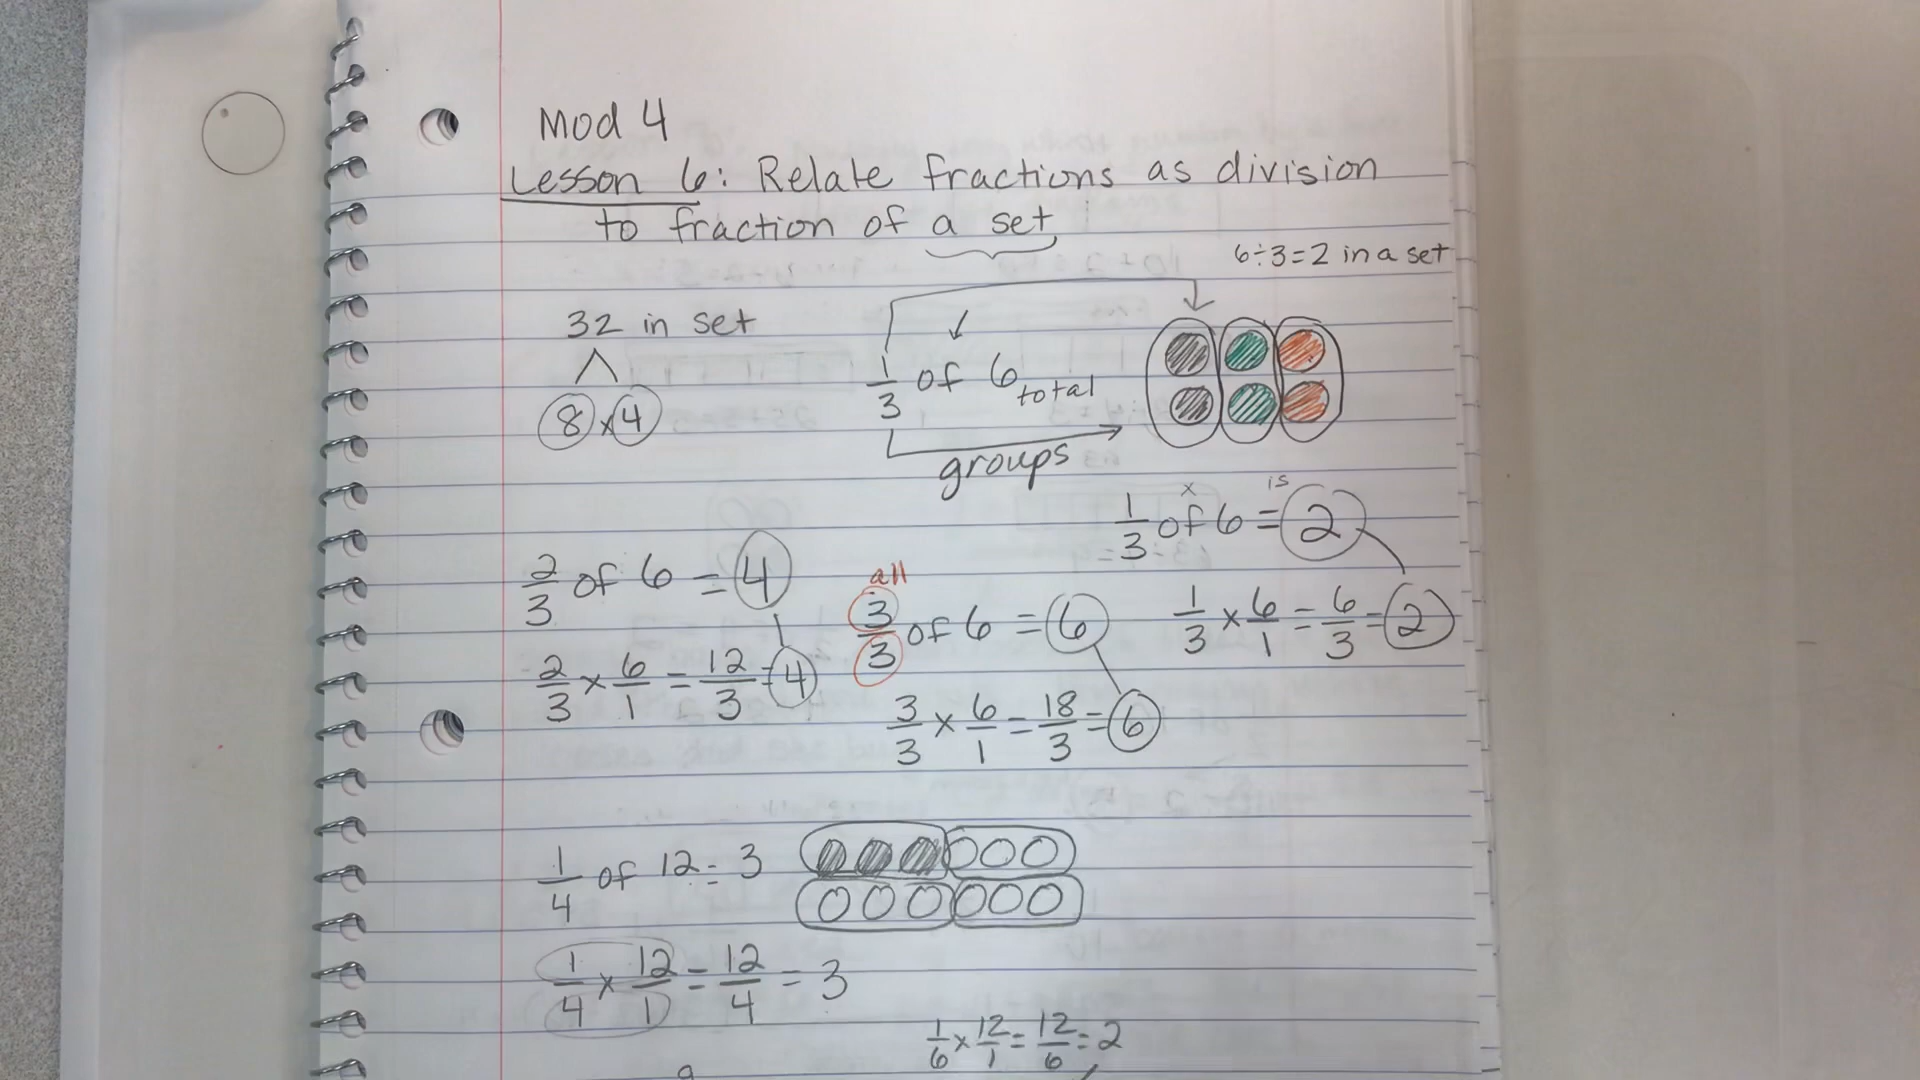 Mod 4
Lesson 6: Relate fractions as division
to fraction of a set
6÷3=2 in a set
32 in set
8 x 4
1/3 of 6 total
groups
x is
1/3 of 6 = 2
2/3 of 6 = 4
all
3/3 of 6 = 6
1/3 x 6/1 = 6/3 = 2
2/3 x 6/1 = 12/3 = 4
3/3 x 6/1 = 18/3 = 6
1/4 of 12 = 3
1/4 x 12/1 = 12/4 = 3
1/6 x 12/1 = 12/6 = 2